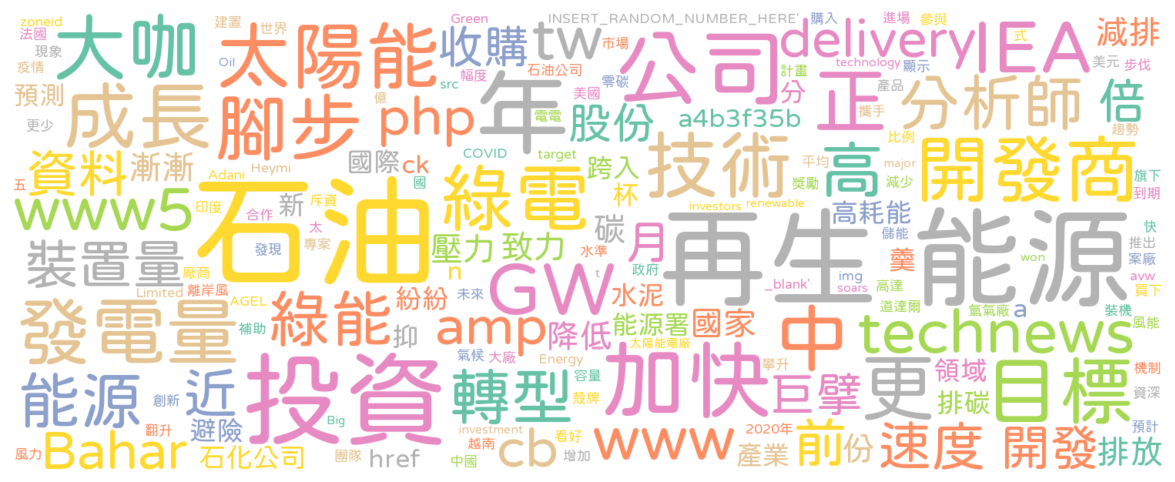 zoneid
法國
現象
疫情
大咖
建置
世界
太陽能
Oil
Green
收購
幅度
src
INSERT_RANDOM_NUMBER_HERE'
tw
市場
石油公司
零碳
美國
公司
購入
進場
參與
式
delivery
IEA
technology
顯示
計畫
減排
美元
步伐
預測
更少
成長
腳步
php
年
電電
億
股份
a4b3f35b
分
正
產品
攜手
分析師
倍
趨勢
資料
漸漸
Heymi
國際
ck
COVID
國
target
跨入
杯
技術
平均
獎勵
高
比例
major
減少
開發商
旗下
到期
五
www5
Adani
印度
斥資
新
合作
太
專案
發現
石油
綠電
壓力
致力
n
碳
水準
t
月
investors
renewable
再生
高耗能
儲能
羹
能源
快
推出
案廠
won
avw
買下
裝置量
廠商
離岸風
Limited
AGEL
補助
GW
政府
水泥
_blank'
img
soars
高達
道達爾
a
氫氣廠
裝機
風能
發電量
綠能
紛紛
抑
未來
amp
降低
能源署
國家
太陽能電廠
中
technews
能源
創新
近
避險
翻升
投資
Big
氣候
大廠
Energy
轉型
容量
殼牌
加快
攀升
巨擘
更
領域
排碳
目標
機制
資深
風力
Bahar
石化公司
團隊
href
investment
越南
中國
cb
看好
增加
www
2020年
產業
前
份
速度
開發
預計
排放